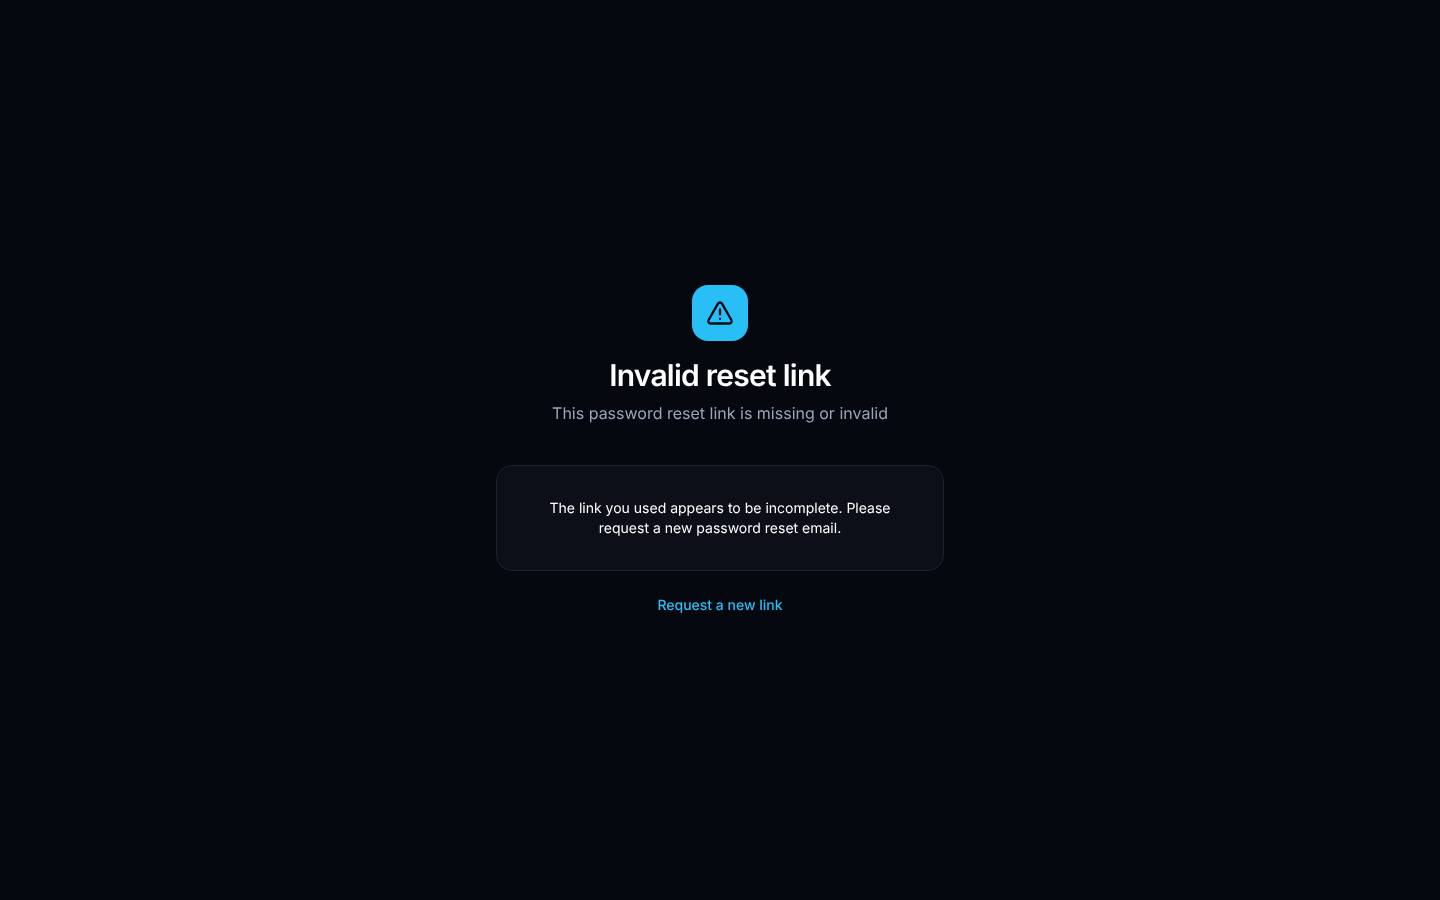 Invalid reset link
This password reset link is missing or invalid
The link you used appears to be incomplete. Please
request a new password reset email.
Request a new link